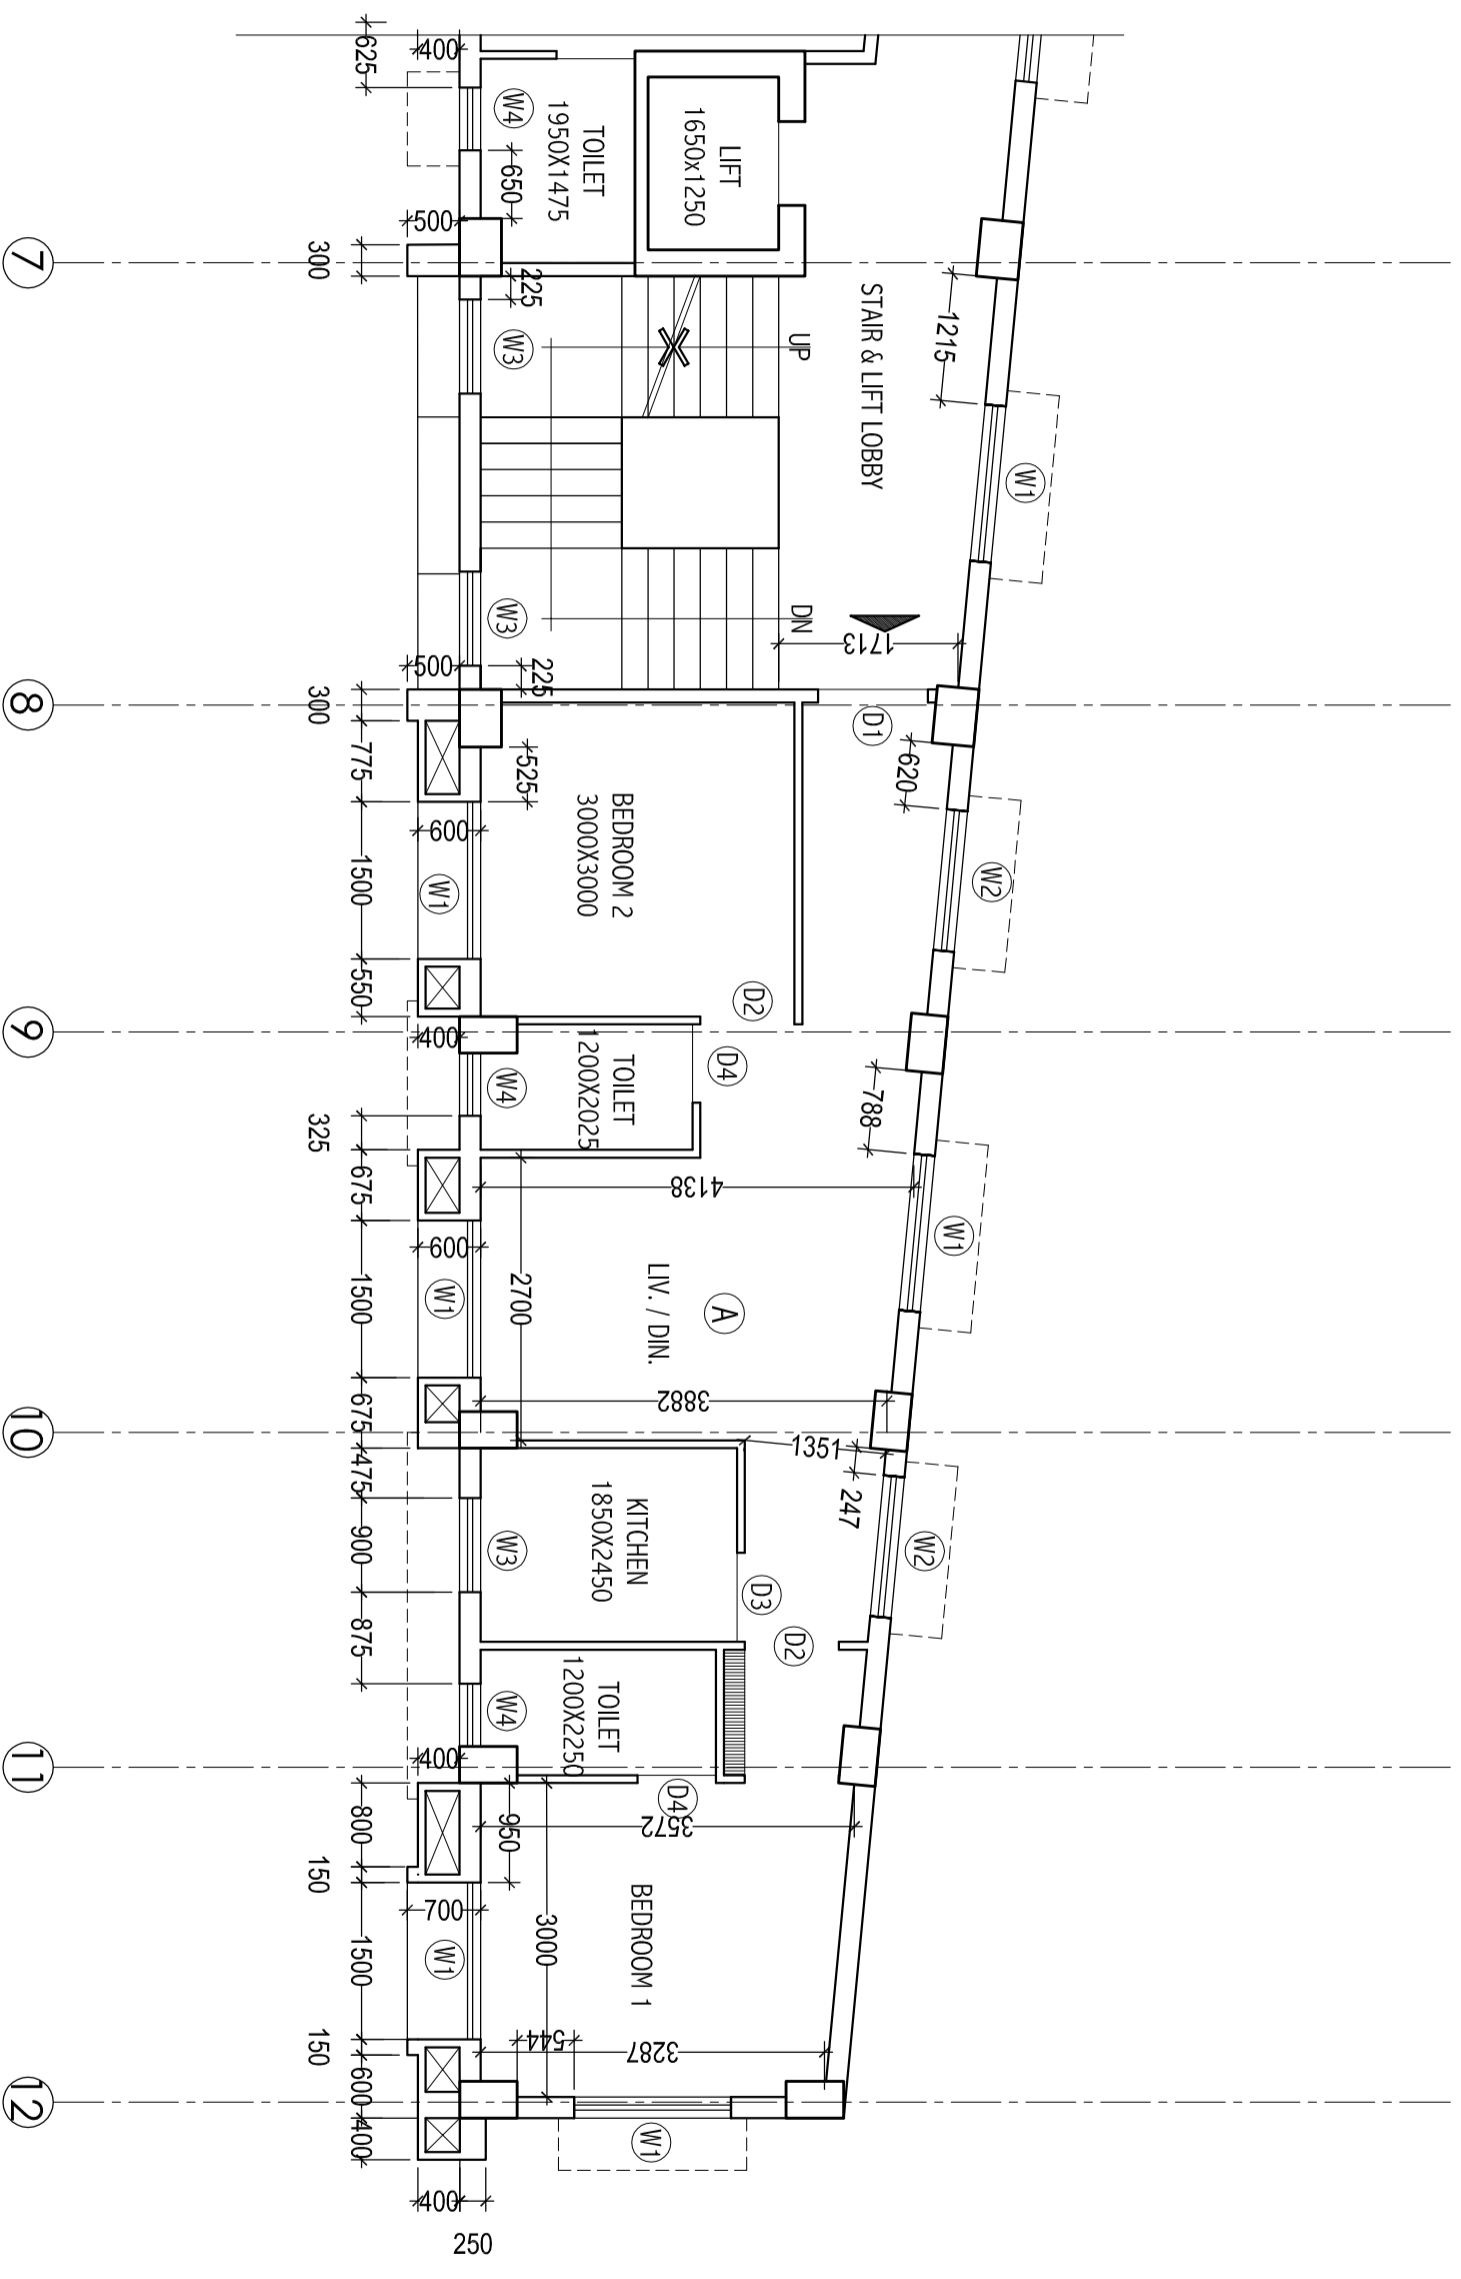 625
400
W4
TOILET
1950X1475
LIFT
1650x1250
650
500
300
7
225
W3
UP
STAIR & LIFT LOBBY
1215
W1
W3
DN
1713
500
225
300
8
D1
620
775
525
600
BEDROOM 2
3000X3000
W2
1500
W1
550
D2
9
400
W4
TOILET
1200X2025
D4
788
325
675
4138
W1
600
1500
W1
2700
LIV. / DIN.
A
675
3882
10
1351
247
475
KITCHEN
1850X2450
900
W3
W2
D3
875
D2
W4
TOILET
1200X2250
400
11
D4
3572
800
950
150
700
3000
BEDROOM 1
1500
W1
544
3287
150
600
12
400
W1
400
250